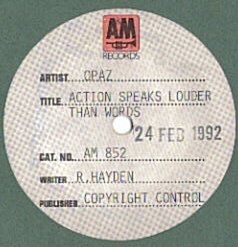 A&M
RECORDS
ARTIST OPAZ
TITLE ACTION SPEAKS LOUDER
THAN WORDS
24 FEB 1992
CAT. NO. AM 852
WRITER R.HAYDEN
PUBLISHER COPYRIGHT CONTROL